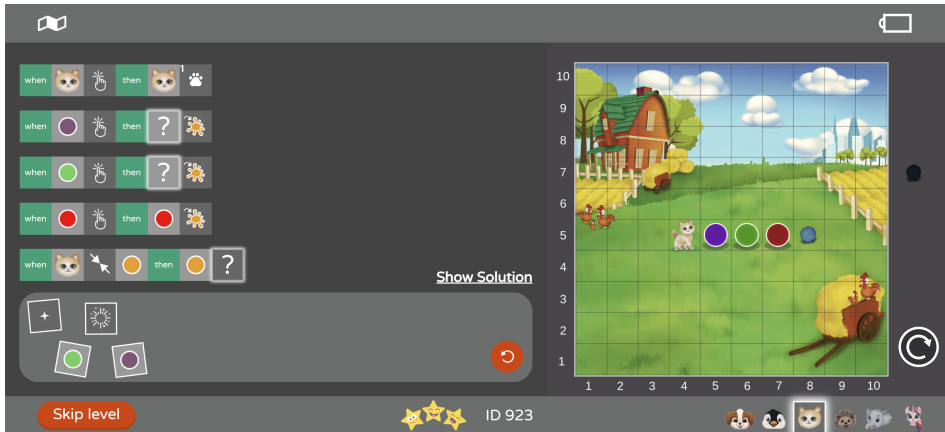 when then 1
when then ?
when then ?
when then
when then ?
Show Solution
Skip level
ID 923
10
9
8
7
6
5
4
3
2
1
1 2 3 4 5 6 7 8 9 10